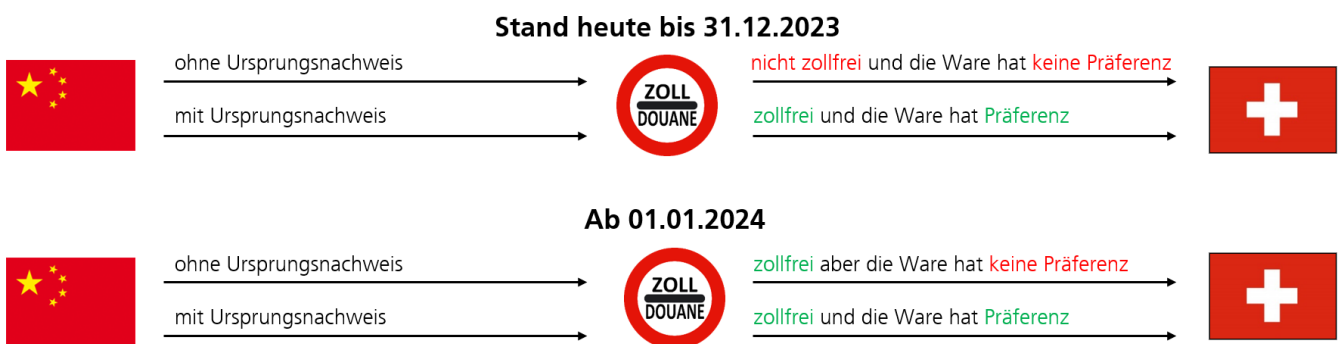 Stand heute bis 31.12.2023
ohne Ursprungsnachweis
nicht zollfrei und die Ware hat keine Präferenz
ZOLL
DOUANE
mit Ursprungsnachweis
zollfrei und die Ware hat Präferenz
Ab 01.01.2024
ohne Ursprungsnachweis
zollfrei aber die Ware hat keine Präferenz
ZOLL
DOUANE
mit Ursprungsnachweis
zollfrei und die Ware hat Präferenz